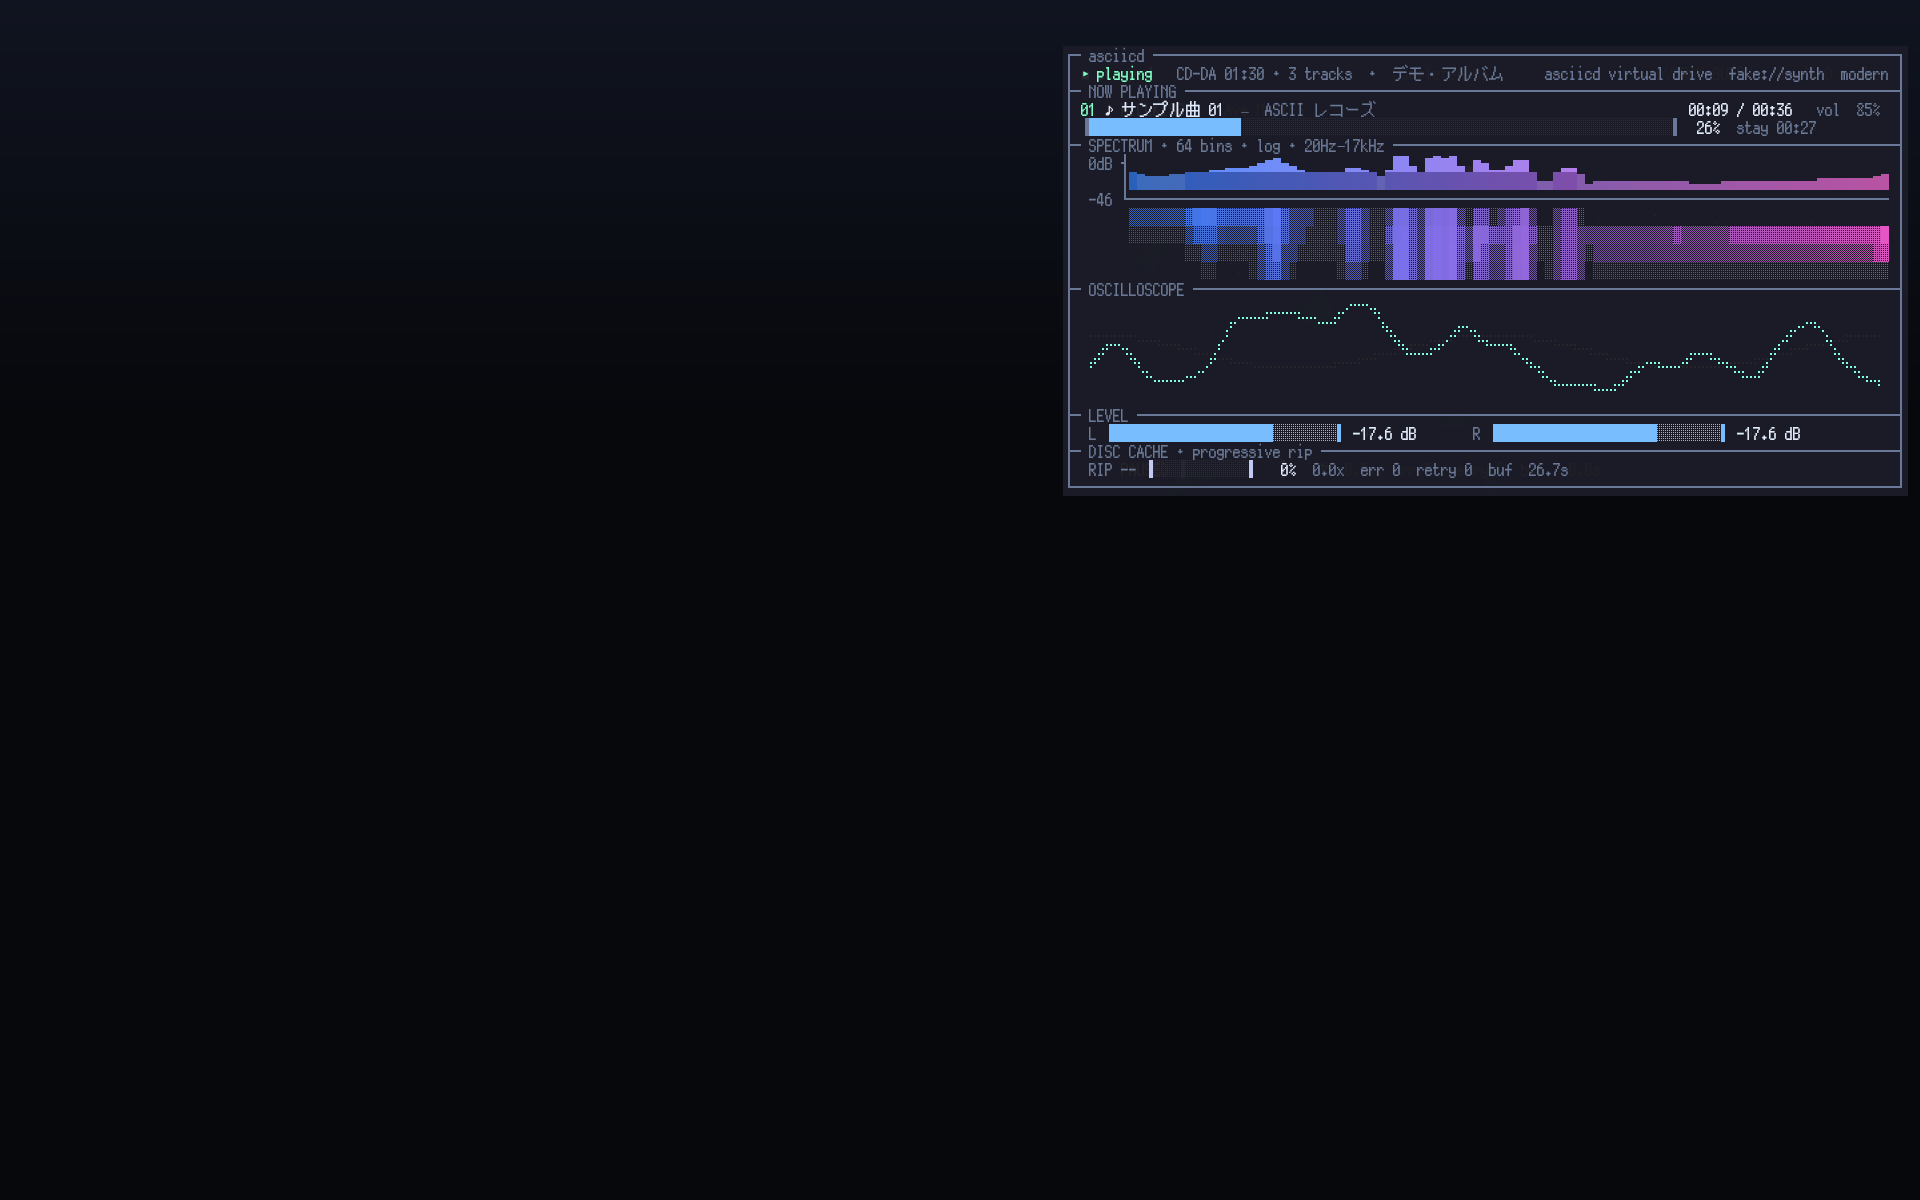 asciicd
▸ playing CD-DA 01:30 • 3 tracks • デモ・アルバム asciicd virtual drive fake://synth modern
NOW PLAYING
01 ♪ サンプル曲 01 – ASCII レコーズ 00:09 / 00:36 vol 85%
26% stay 00:27
SPECTRUM • 64 bins • log • 20Hz-17kHz
0dB
-46
OSCILLOSCOPE
LEVEL
L -17.6 dB R -17.6 dB
DISC CACHE • progressive rip
RIP -- 0% 0.0x err 0 retry 0 buf 26.7s